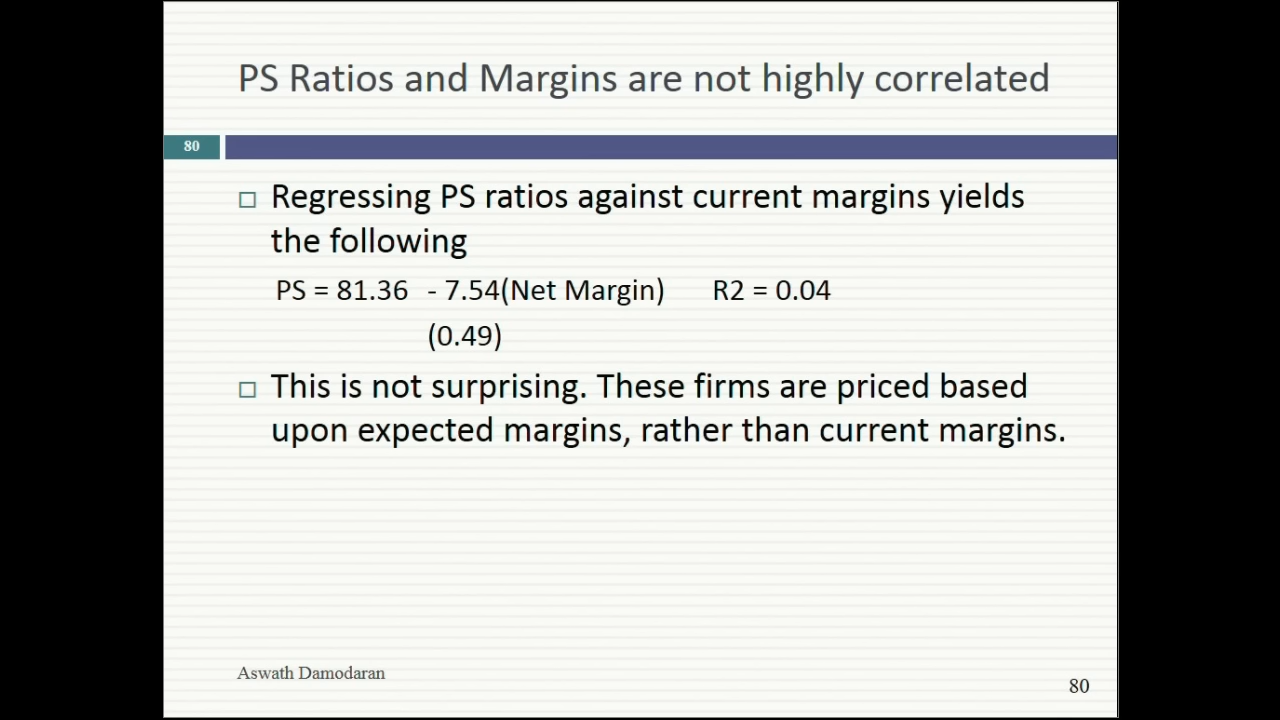 PS Ratios and Margins are not highly correlated
80
Regressing PS ratios against current margins yields
the following
PS = 81.36 - 7.54(Net Margin) R2 = 0.04
(0.49)
This is not surprising. These firms are priced based
upon expected margins, rather than current margins.
Aswath Damodaran
80